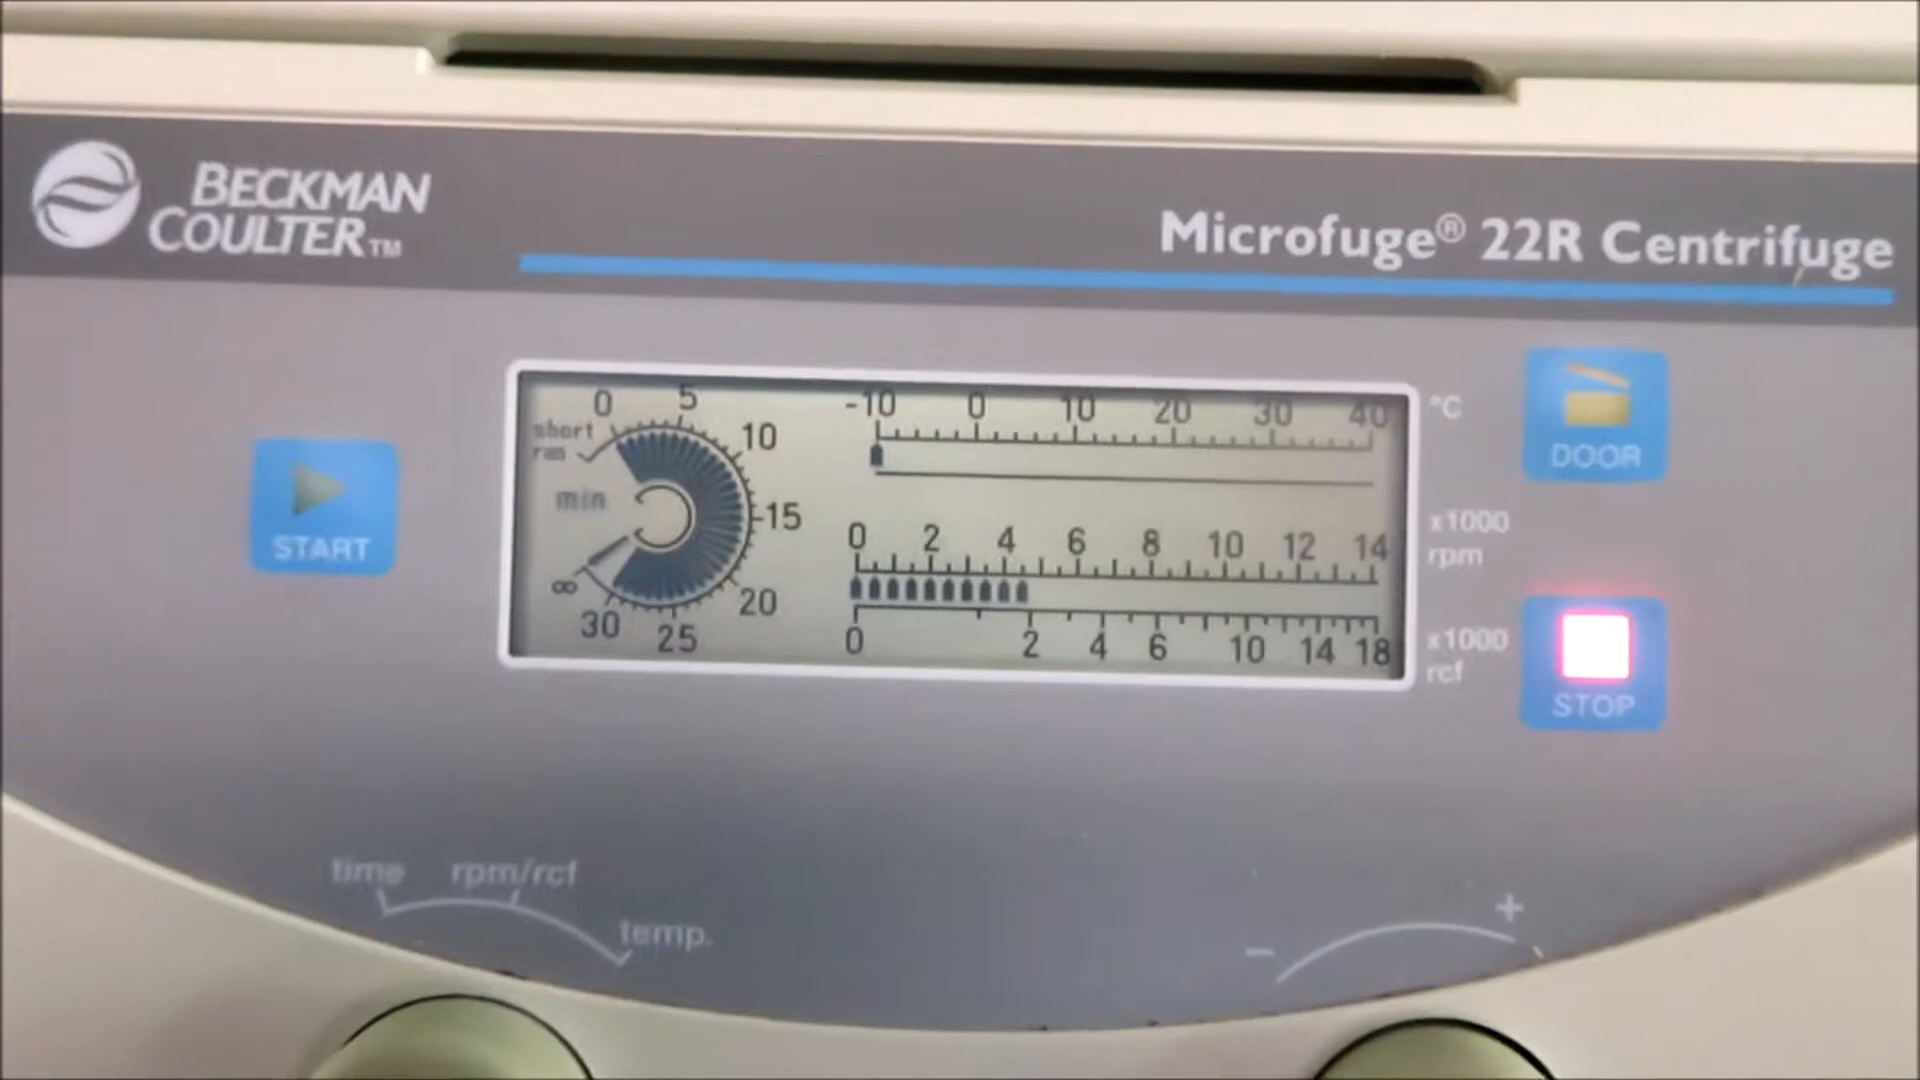 BECKMAN
COULTER™
Microfuge® 22R Centrifuge
0 5 10 15 20 25 30 ∞
short
run
min
-10 0 10 20 30 40 °C
0 2 4 6 8 10 12 14
x1000
rpm
0 2 4 6 10 14 18
x1000
rcf
START
DOOR
STOP
time rpm/rcf temp.
− +